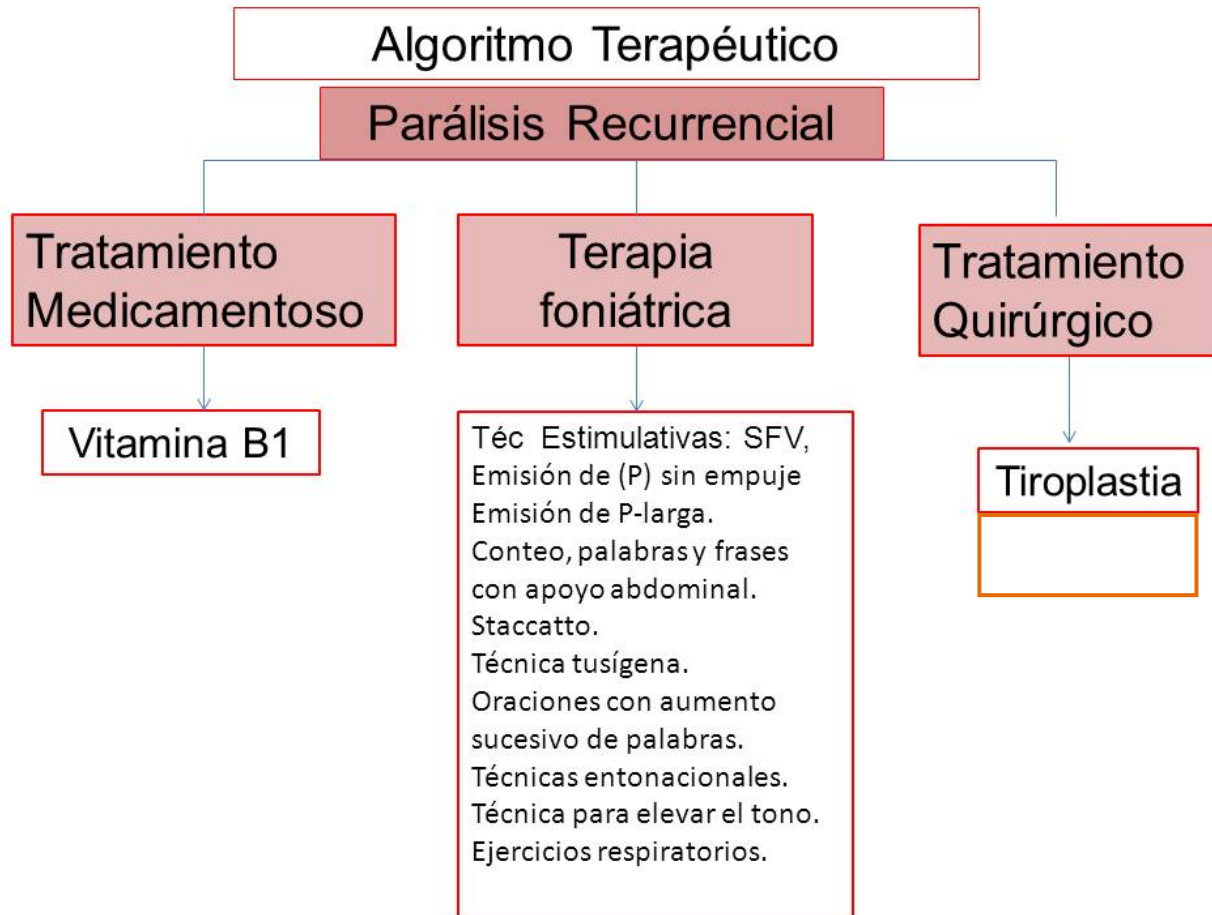 Algoritmo Terapéutico
Parálisis Recurrencial
Tratamiento
Medicamentoso
Terapia
foniátrica
Tratamiento
Quirúrgico
Vitamina B1
Téc Estimulativas: SFV,
Emisión de (P) sin empuje
Emisión de P-larga.
Conteo, palabras y frases
con apoyo abdominal.
Staccatto.
Técnica tusígena.
Oraciones con aumento
sucesivo de palabras.
Técnicas entonacionales.
Técnica para elevar el tono.
Ejercicios respiratorios.
Tiroplastia